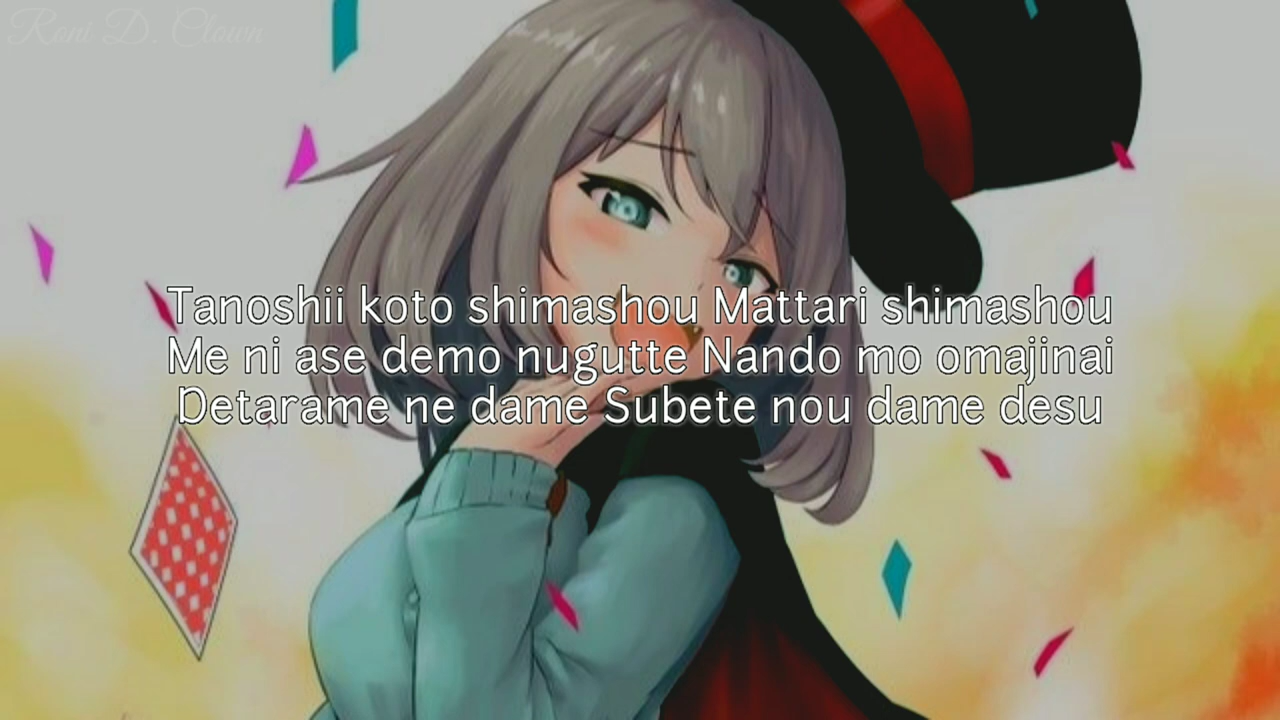 Roni D. Clown
Tanoshii koto shimashou Mattari shimashou
Me ni ase demo nugutte Nando mo omajinai
Detarame ne dame Subete nou dame desu